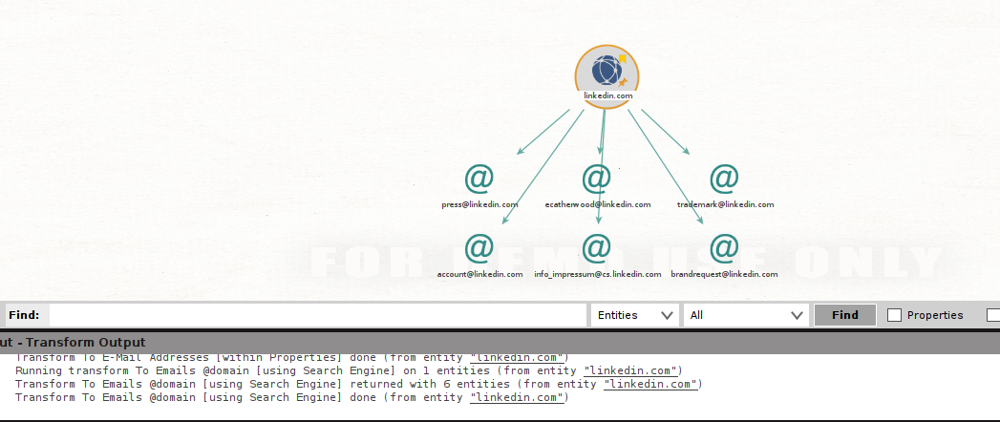 linkedin.com
press@linkedin.com
ecatherwood@linkedin.com
trademark@linkedin.com
account@linkedin.com
info_impressum@cs.linkedin.com
brandrequest@linkedin.com
FOR DEMO USE ONLY
Find: Entities All Find Properties
ut - Transform Output
Transform To E-Mail Addresses [within Properties] done (from entity "linkedin.com")
Running transform To Emails @domain [using Search Engine] on 1 entities (from entity "linkedin.com")
Transform To Emails @domain [using Search Engine] returned with 6 entities (from entity "linkedin.com")
Transform To Emails @domain [using Search Engine] done (from entity "linkedin.com")